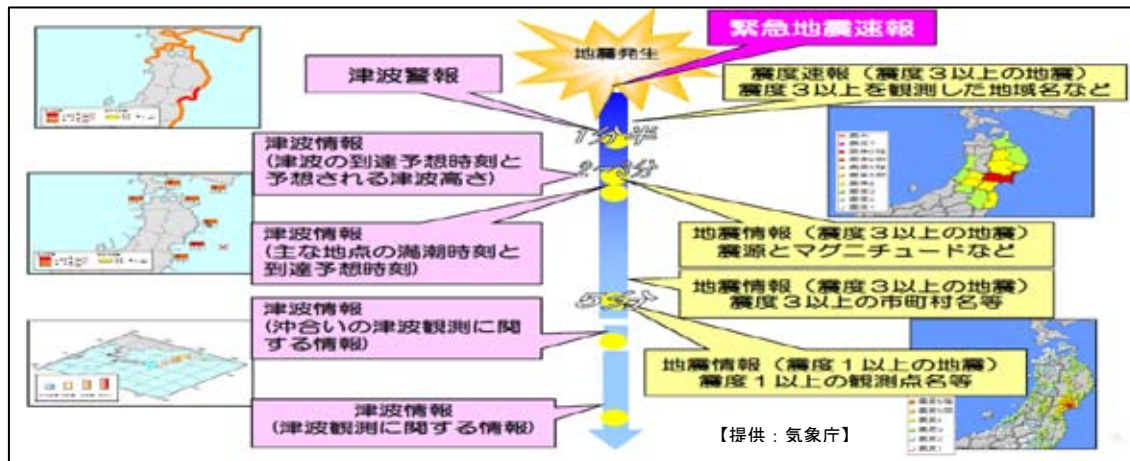 緊急地震速報
地震発生
津波警報
震度速報（震度３以上の地震）
震度３以上を観測した地域名など
1分半
津波情報
(津波の到達予想時刻と
予想される津波高さ)
2～3分
津波情報
(主な地点の満潮時刻と
到達予想時刻)
地震情報（震度３以上の地震）
震源とマグニチュードなど
地震情報（震度３以上の地震）
震度３以上の市町村名等
5分
津波情報
(沖合いの津波観測に関
する情報)
地震情報（震度１以上の地震）
震度１以上の観測点名等
津波情報
(津波観測に関する情報)
【提供：気象庁】